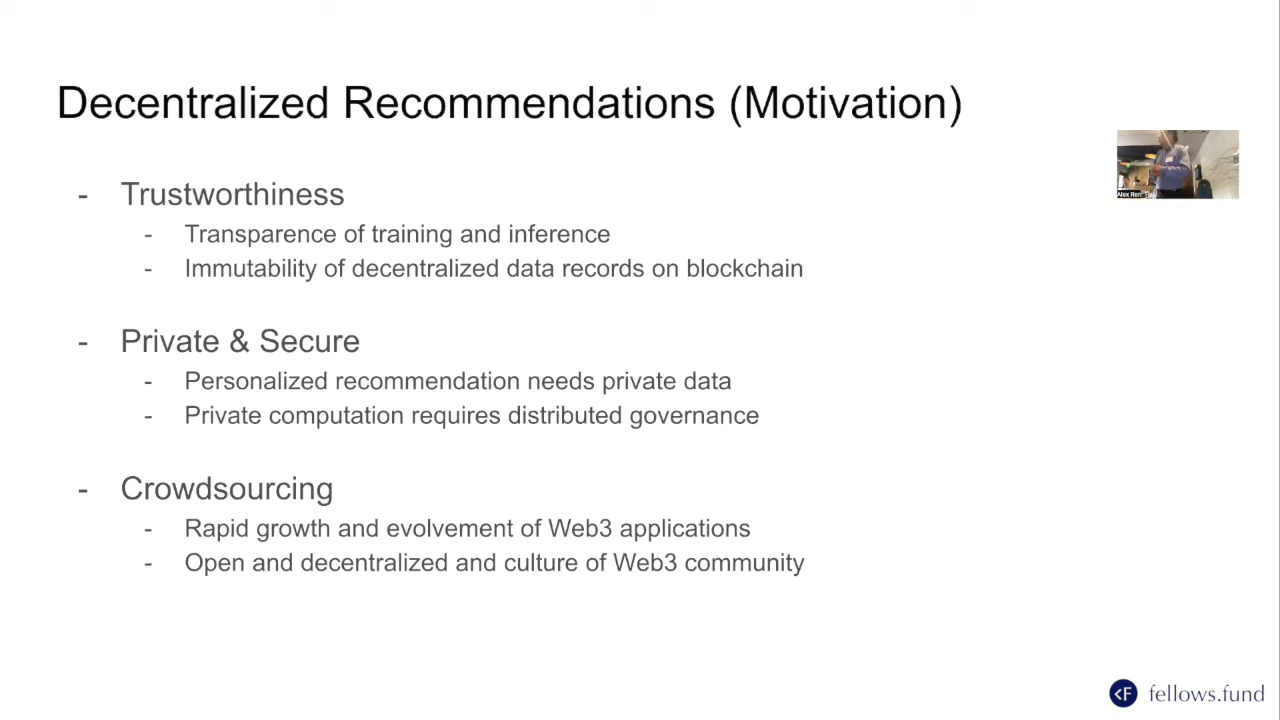 Decentralized Recommendations (Motivation)
- Trustworthiness
- Transparence of training and inference
- Immutability of decentralized data records on blockchain
- Private & Secure
- Personalized recommendation needs private data
- Private computation requires distributed governance
- Crowdsourcing
- Rapid growth and evolvement of Web3 applications
- Open and decentralized and culture of Web3 community
Alex Ren
fellows.fund